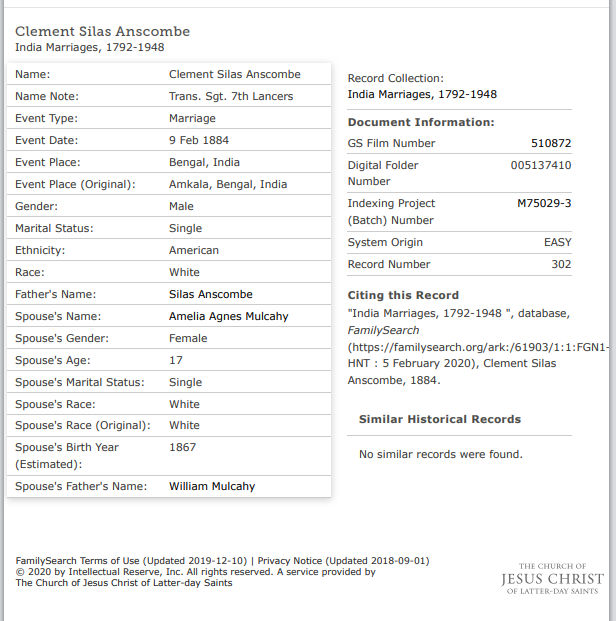 Clement Silas Anscombe
India Marriages, 1792-1948
Name: Clement Silas Anscombe
Name Note: Trans. Sgt. 7th Lancers
Event Type: Marriage
Event Date: 9 Feb 1884
Event Place: Bengal, India
Event Place (Original): Amkala, Bengal, India
Gender: Male
Marital Status: Single
Ethnicity: American
Race: White
Father's Name: Silas Anscombe
Spouse's Name: Amelia Agnes Mulcahy
Spouse's Gender: Female
Spouse's Age: 17
Spouse's Marital Status: Single
Spouse's Race: White
Spouse's Race (Original): White
Spouse's Birth Year 1867
(Estimated):
Spouse's Father's Name: William Mulcahy
Record Collection:
India Marriages, 1792-1948
Document Information:
GS Film Number 510872
Digital Folder 005137410
Number
Indexing Project M75029-3
(Batch) Number
System Origin EASY
Record Number 302
Citing this Record
"India Marriages, 1792-1948 ", database,
FamilySearch
(https://familysearch.org/ark:/61903/1:1:FGN1-
HNT : 5 February 2020), Clement Silas
Anscombe, 1884.
Similar Historical Records
No similar records were found.
FamilySearch Terms of Use (Updated 2019-12-10) | Privacy Notice (Updated 2018-09-01)
© 2020 by Intellectual Reserve, Inc. All rights reserved. A service provided by
The Church of Jesus Christ of Latter-day Saints
THE CHURCH OF
JESUS CHRIST
OF LATTER-DAY SAINTS